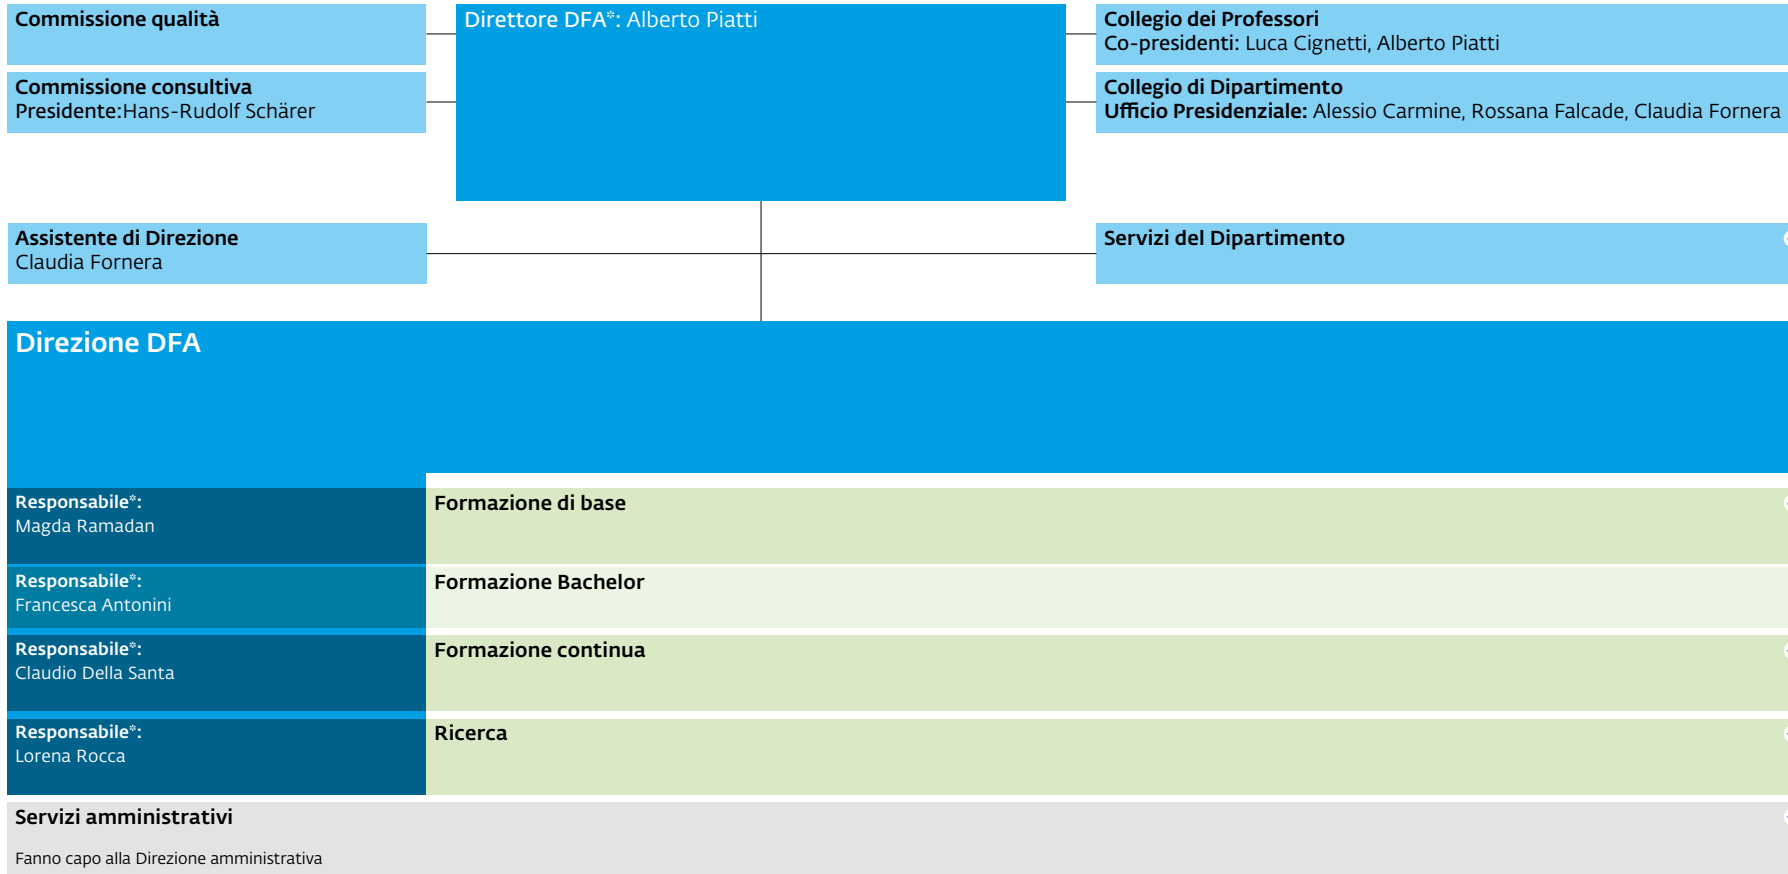 Commissione qualità
Direttore DFA*: Alberto Piatti
Collegio dei Professori
Co-presidenti: Luca Cignetti, Alberto Piatti
Commissione consultiva
Presidente:Hans-Rudolf Schärer
Collegio di Dipartimento
Ufficio Presidenziale: Alessio Carmine, Rossana Falcade, Claudia Fornera
Assistente di Direzione
Claudia Fornera
Servizi del Dipartimento
Direzione DFA
Responsabile*:
Magda Ramadan
Formazione di base
Responsabile*:
Francesca Antonini
Formazione Bachelor
Responsabile*:
Claudio Della Santa
Formazione continua
Responsabile*:
Lorena Rocca
Ricerca
Servizi amministrativi
Fanno capo alla Direzione amministrativa